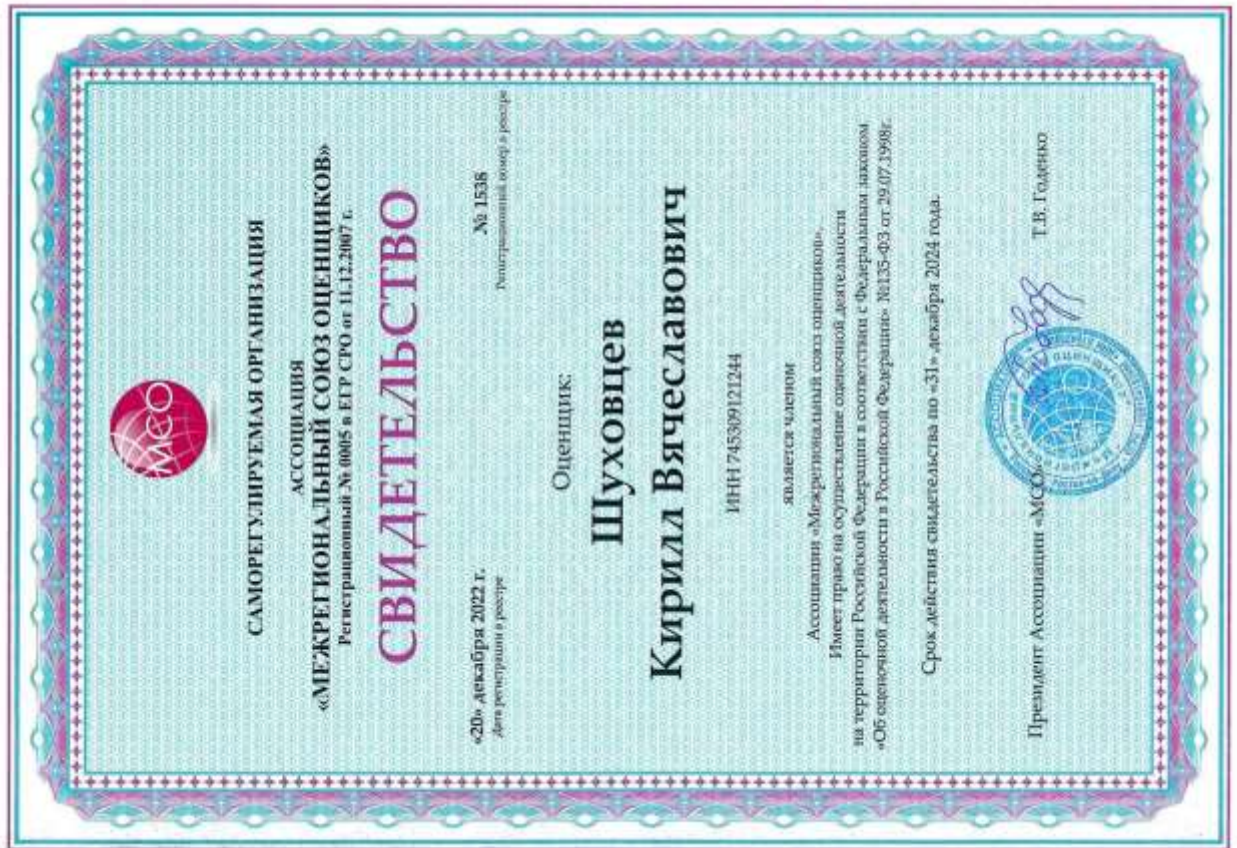 МСО
САМОРЕГУЛИРУЕМАЯ ОРГАНИЗАЦИЯ
АССОЦИАЦИЯ
«МЕЖРЕГИОНАЛЬНЫЙ СОЮЗ ОЦЕНЩИКОВ»
Регистрационный № 0005 в ЕГР СРО от 11.12.2007 г.
СВИДЕТЕЛЬСТВО
«20» декабря 2022 г. № 1538
Дата регистрации в реестре Регистрационный номер в реестре
Оценщик:
Шуховцев
Кирилл Вячеславович
ИНН 745309121244
является членом
Ассоциации «Межрегиональный союз оценщиков».
Имеет право на осуществление оценочной деятельности
на территории Российской Федерации в соответствии с Федеральным законом
«Об оценочной деятельности в Российской Федерации» №135-ФЗ от 29.07.1998г.
Срок действия свидетельства по «31» декабря 2024 года.
Президент Ассоциации «МСО» Т.В. Годенко